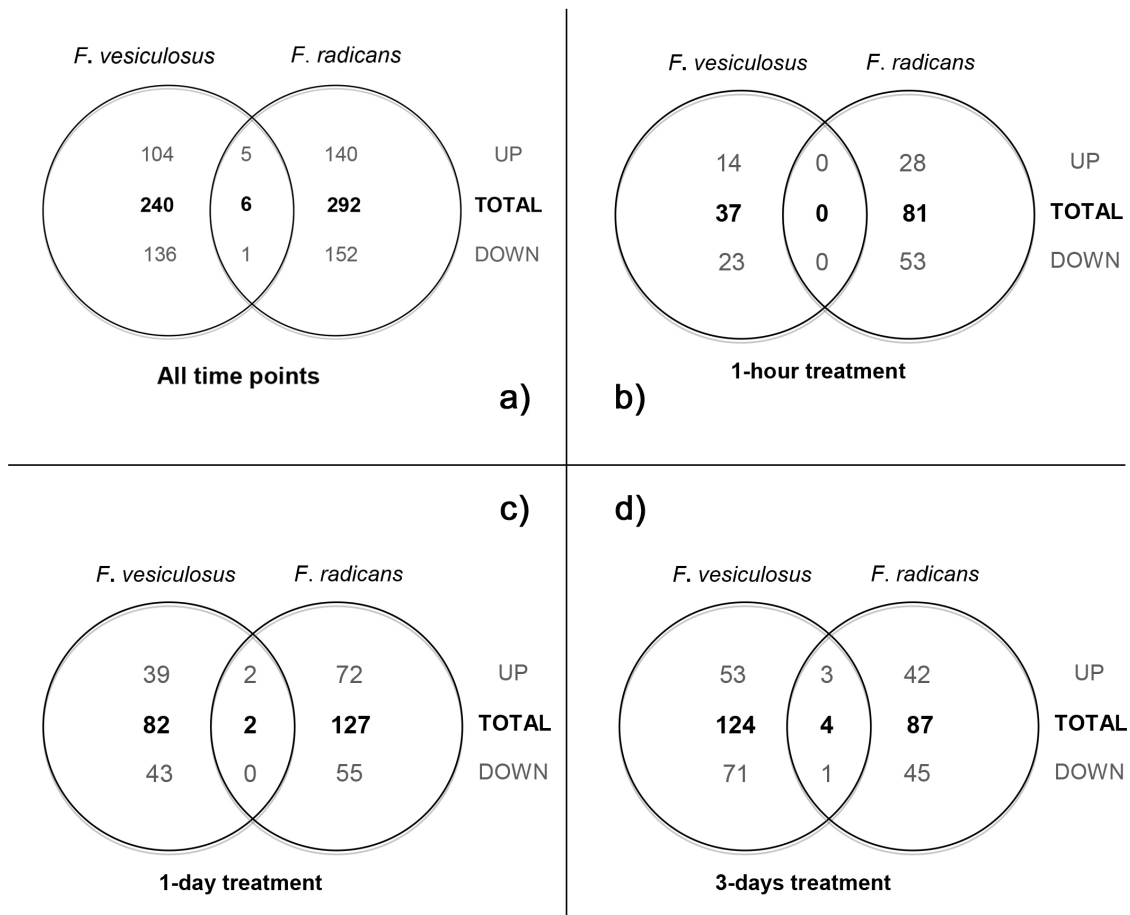 F. vesiculosus F. radicans
104 5 140 UP
240 6 292 TOTAL
136 1 152 DOWN
All time points
a)
F. vesiculosus F. radicans
14 0 28 UP
37 0 81 TOTAL
23 0 53 DOWN
1-hour treatment
b)
c)
F. vesiculosus F. radicans
39 2 72 UP
82 2 127 TOTAL
43 0 55 DOWN
1-day treatment
d)
F. vesiculosus F. radicans
53 3 42 UP
124 4 87 TOTAL
71 1 45 DOWN
3-days treatment